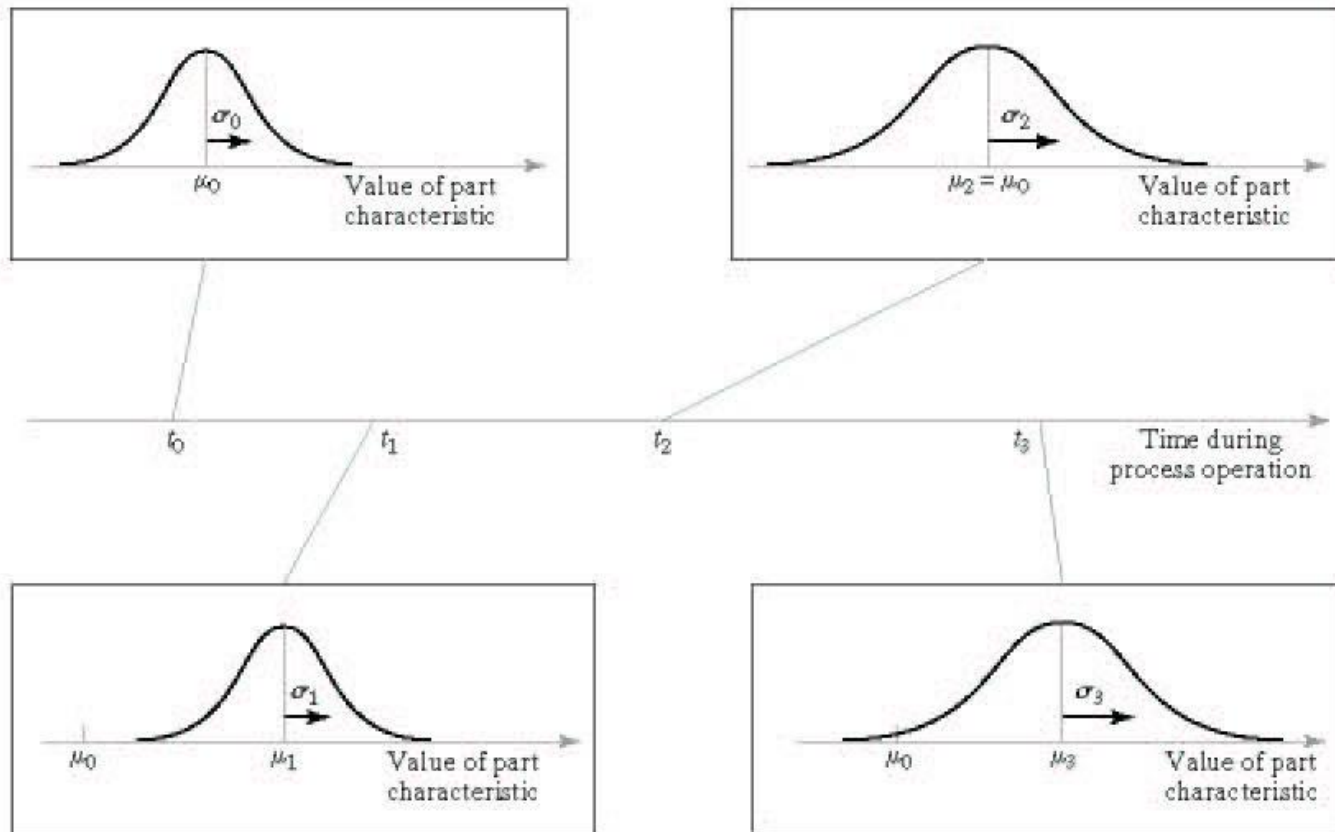 σ₀
μ₀
Value of part
characteristic
σ₂
μ₂ = μ₀
Value of part
characteristic
t₀
t₁
t₂
t₃
Time during
process operation
σ₁
μ₀
μ₁
Value of part
characteristic
σ₃
μ₀
μ₃
Value of part
characteristic